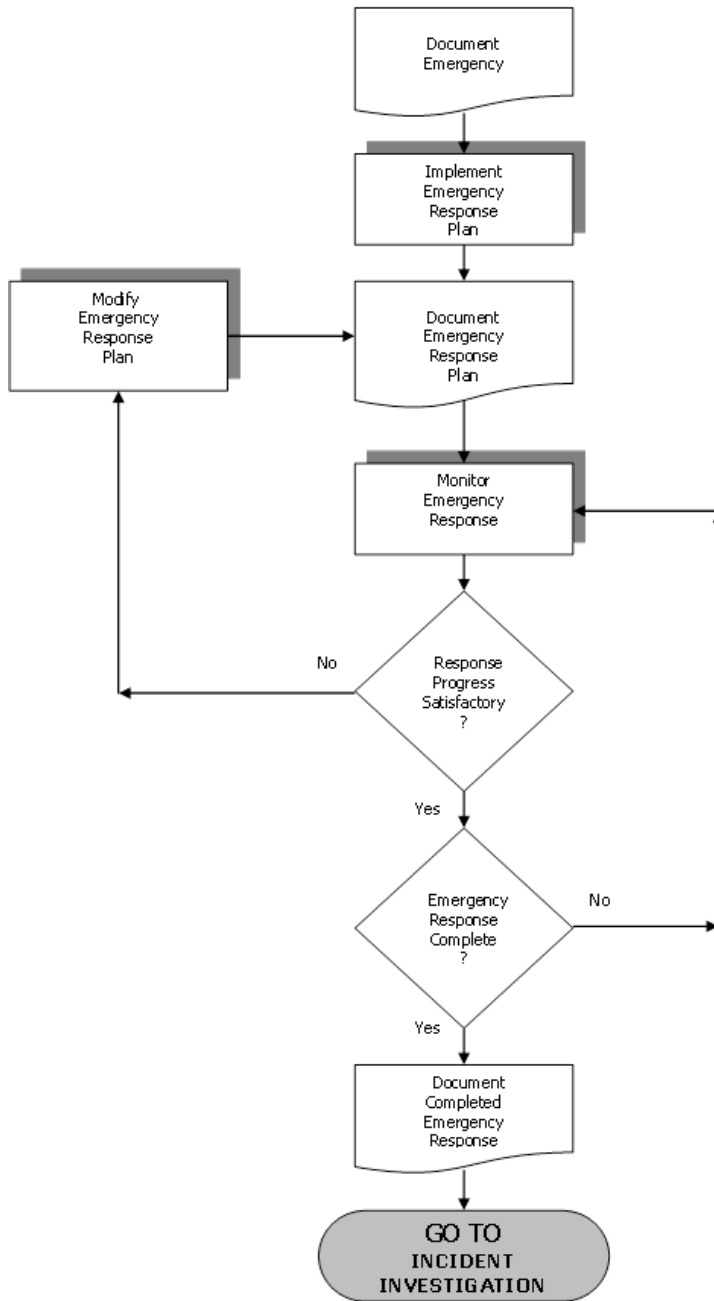 Document
Emergency
Implement
Emergency
Response
Plan
Modify
Emergency
Response
Plan
Document
Emergency
Response
Plan
Monitor
Emergency
Response
No
Response
Progress
Satisfactory
?
Yes
Emergency
Response
Complete
?
No
Yes
Document
Completed
Emergency
Response
GO TO
INCIDENT
INVESTIGATION